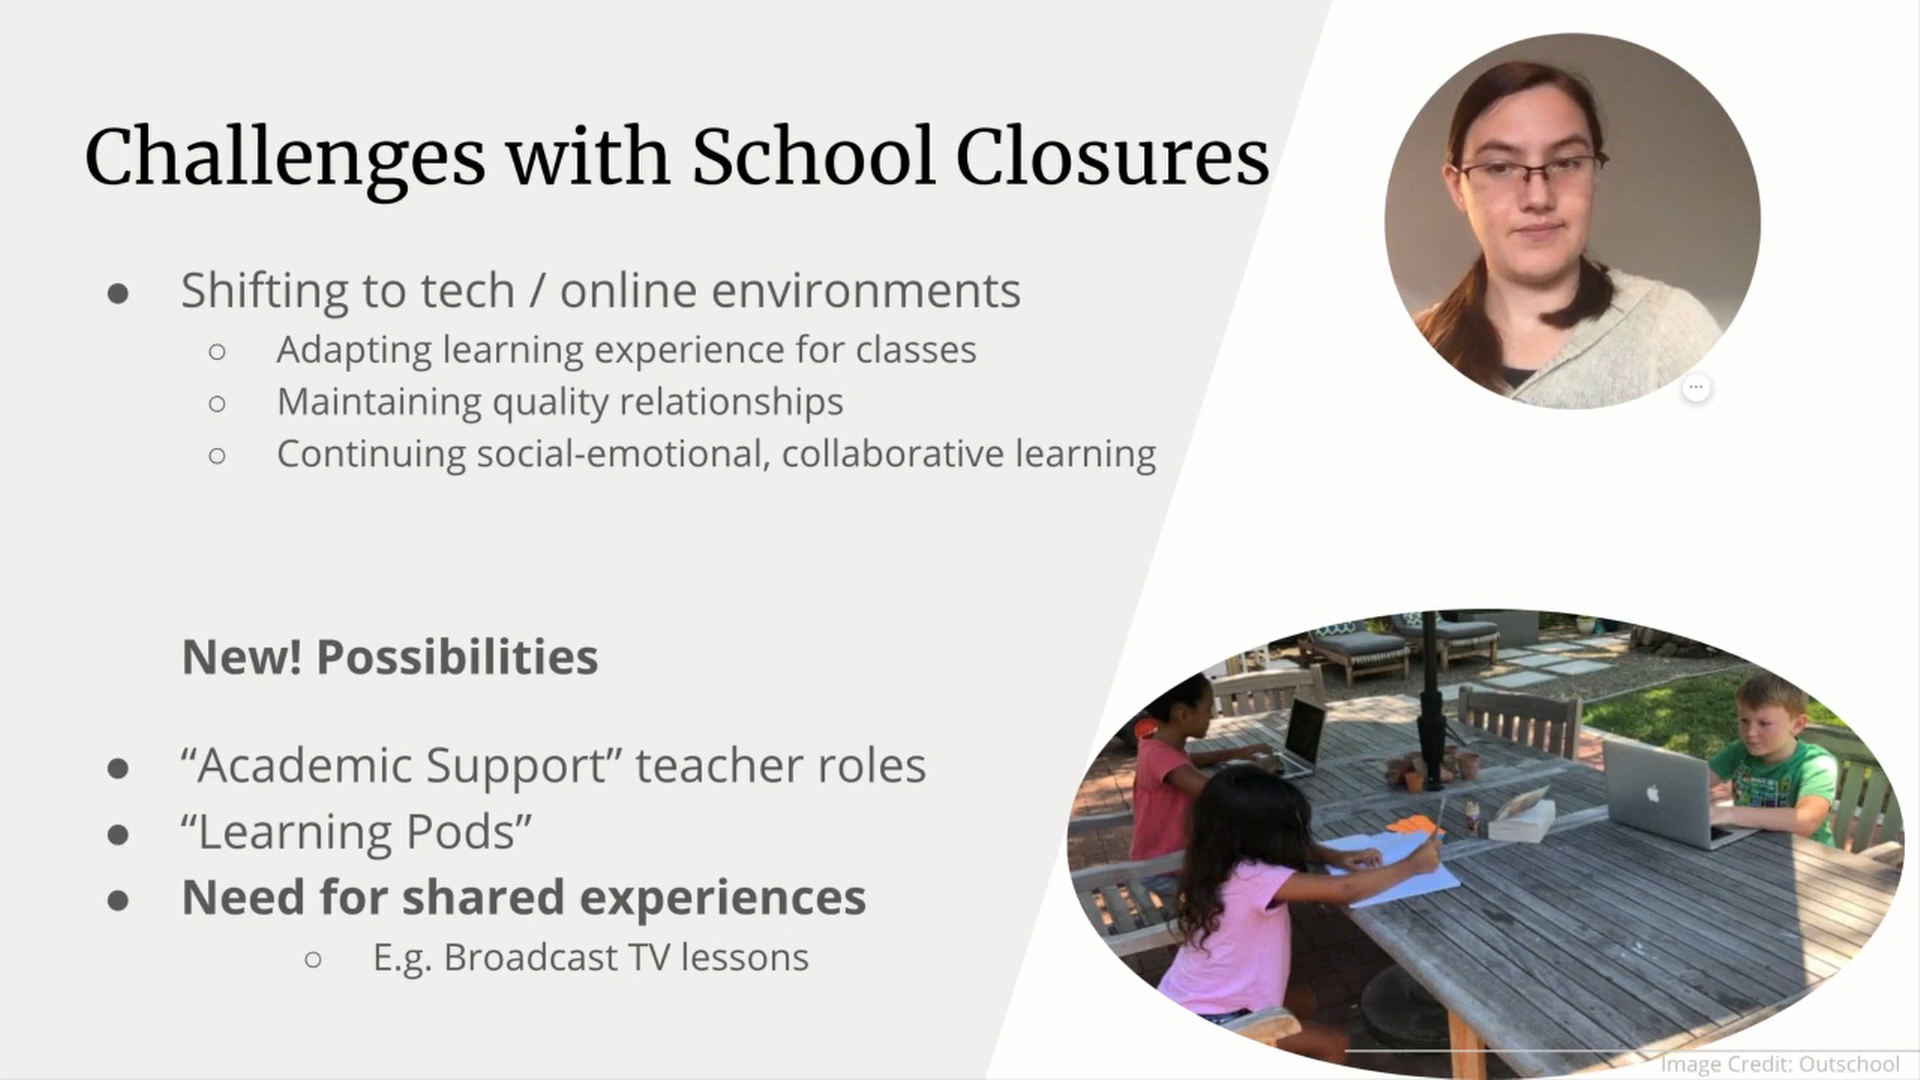 Challenges with School Closures
● Shifting to tech / online environments
○ Adapting learning experience for classes
○ Maintaining quality relationships
○ Continuing social-emotional, collaborative learning
New! Possibilities
● “Academic Support” teacher roles
● “Learning Pods”
● Need for shared experiences
○ E.g. Broadcast TV lessons
Image Credit: Outschool